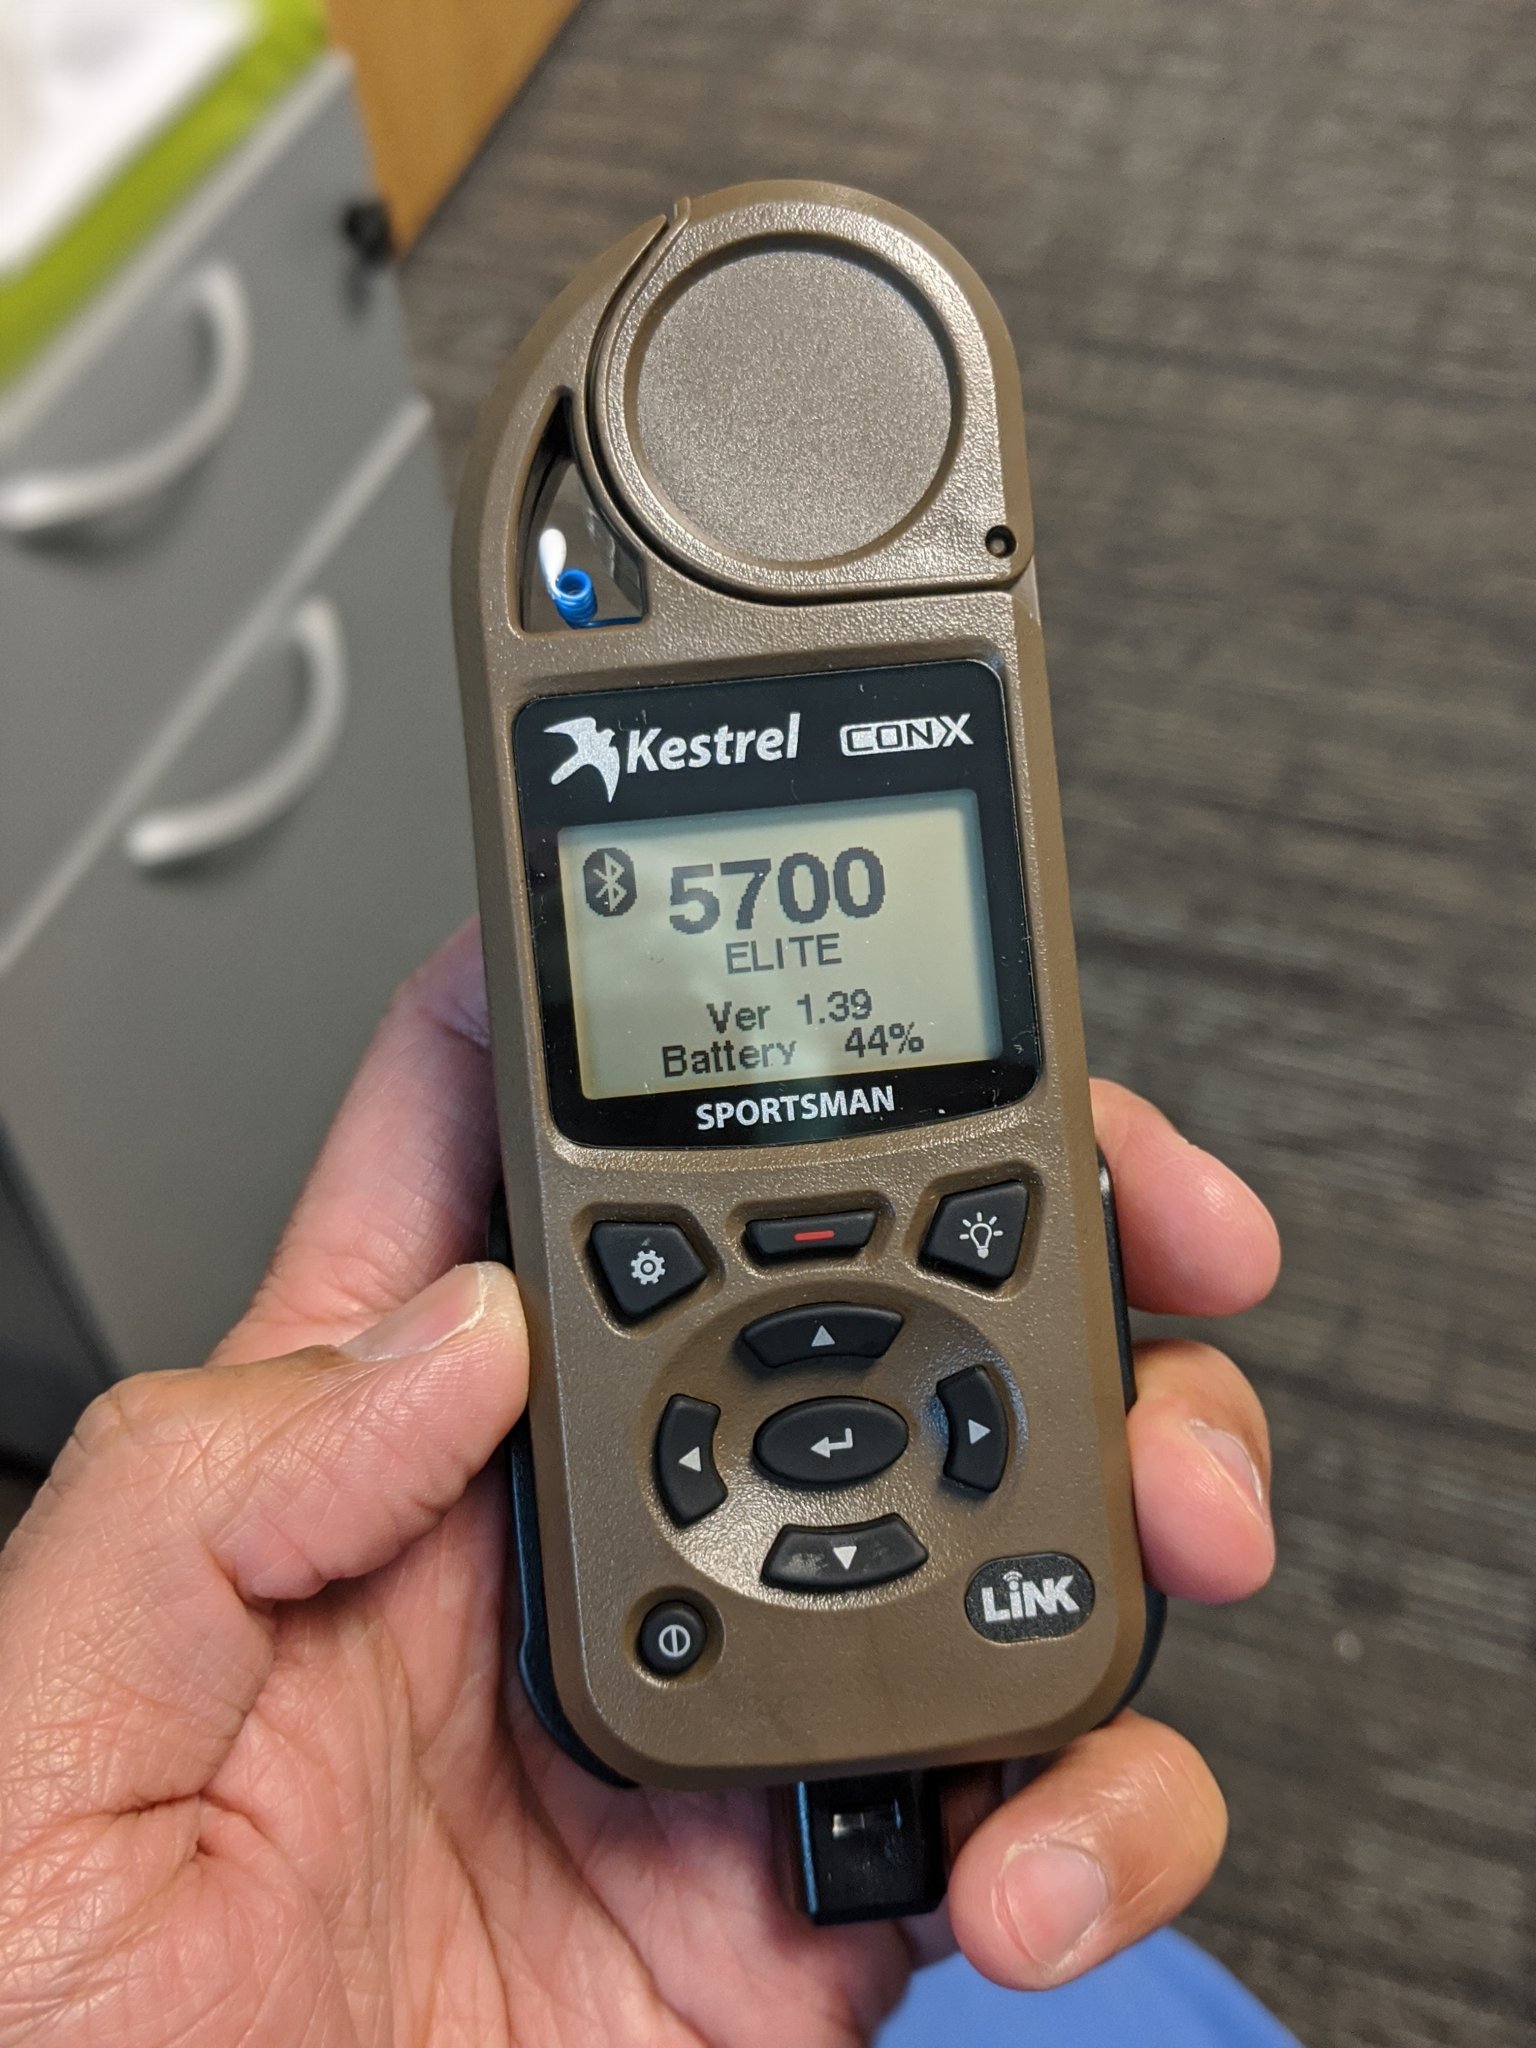 Kestrel CONX
5700
ELITE
Ver 1.39
Battery 44%
SPORTSMAN
LiNK